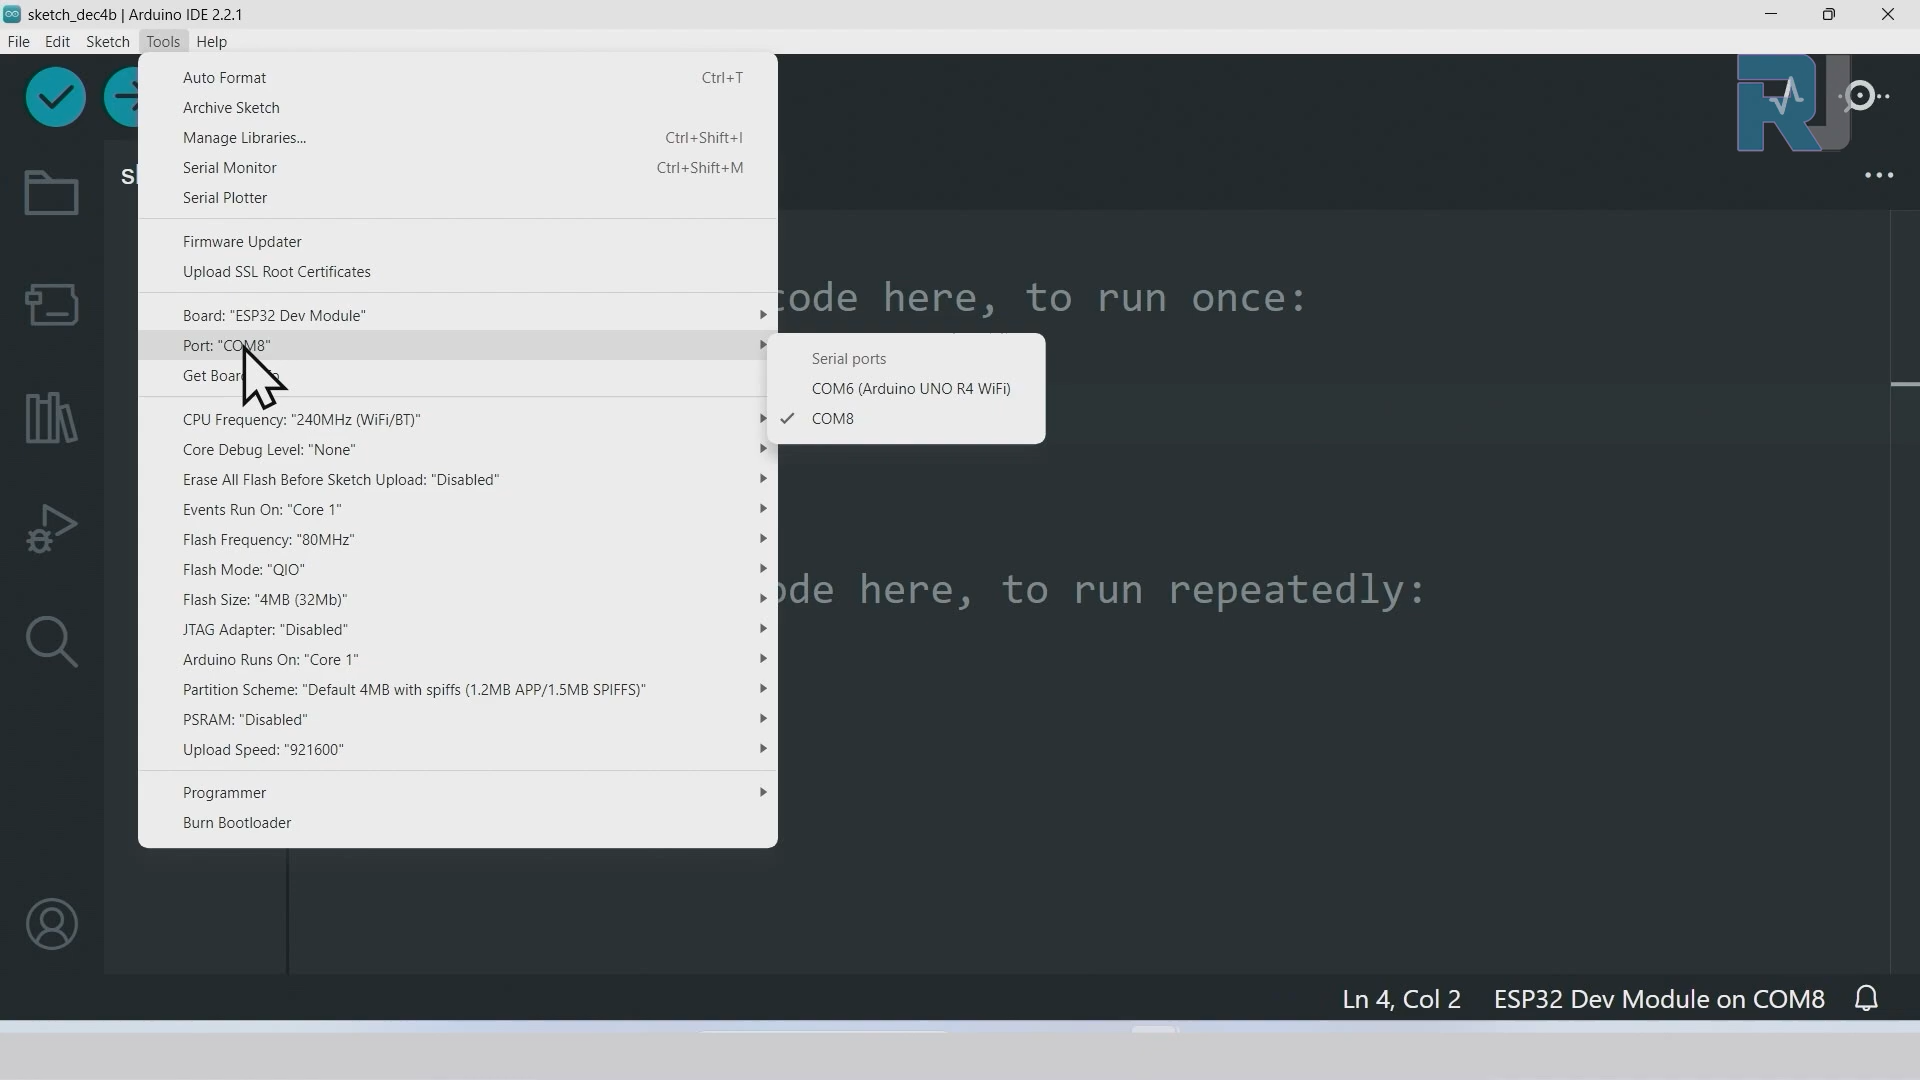 sketch_dec4b | Arduino IDE 2.2.1
File Edit Sketch Tools Help
Auto Format Ctrl+T
Archive Sketch
Manage Libraries... Ctrl+Shift+I
Serial Monitor Ctrl+Shift+M
Serial Plotter
Firmware Updater
Upload SSL Root Certificates
code here, to run once:
Board: "ESP32 Dev Module"
Port: "COM8"
Serial ports
Get Board
COM6 (Arduino UNO R4 WiFi)
COM8
CPU Frequency: "240MHz (WiFi/BT)"
Core Debug Level: "None"
Erase All Flash Before Sketch Upload: "Disabled"
Events Run On: "Core 1"
Flash Frequency: "80MHz"
Flash Mode: "QIO"
code here, to run repeatedly:
Flash Size: "4MB (32Mb)"
JTAG Adapter: "Disabled"
Arduino Runs On: "Core 1"
Partition Scheme: "Default 4MB with spiffs (1.2MB APP/1.5MB SPIFFS)"
PSRAM: "Disabled"
Upload Speed: "921600"
Programmer
Burn Bootloader
Ln 4, Col 2 ESP32 Dev Module on COM8